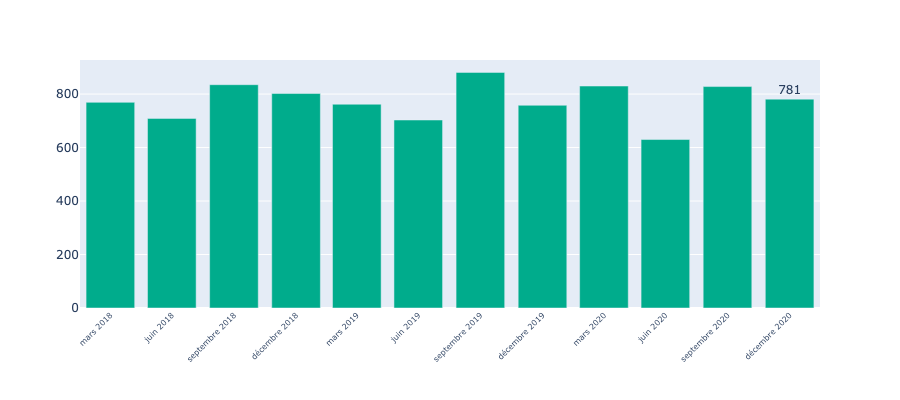 800
600
400
200
0
781
mars 2018
juin 2018
septembre 2018
décembre 2018
mars 2019
juin 2019
septembre 2019
décembre 2019
mars 2020
juin 2020
septembre 2020
décembre 2020